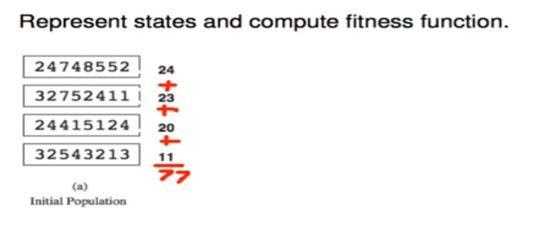 Represent states and compute fitness function.
24748552 24
+
32752411 23
+
24415124 20
+
32543213 11
77
(a)
Initial Population